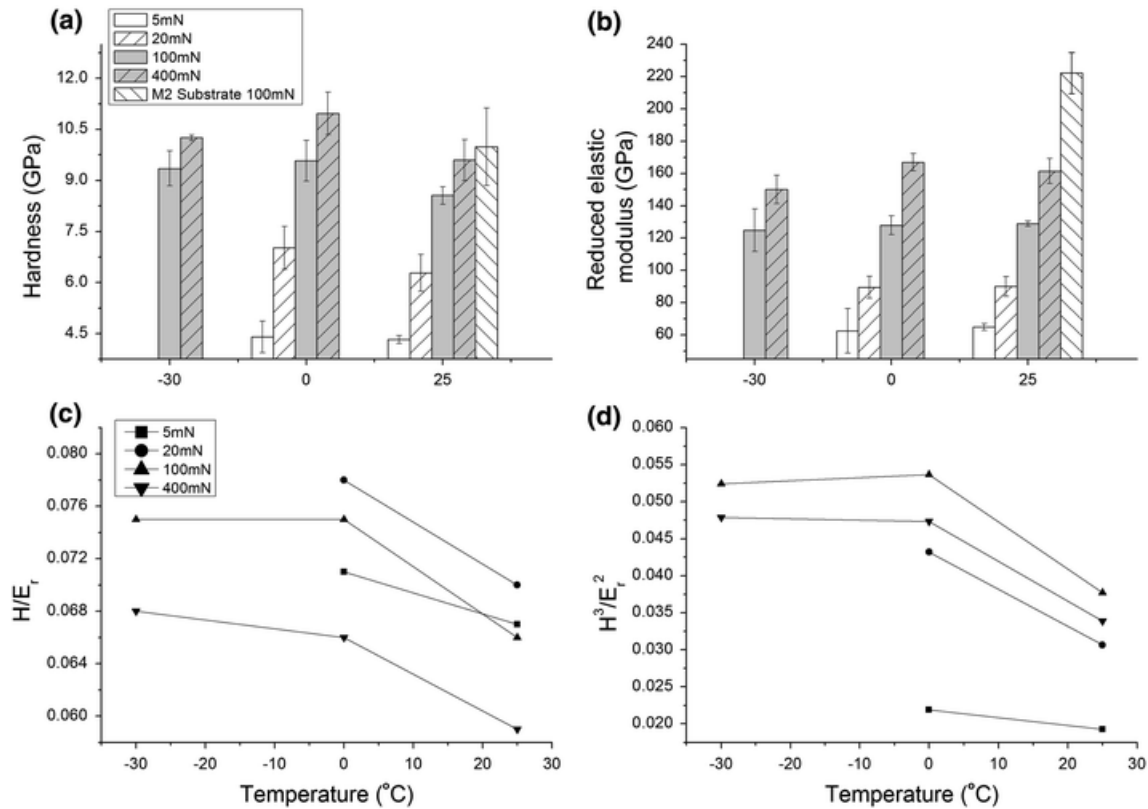 (a)
5mN
20mN
100mN
400mN
M2 Substrate 100mN
Hardness (GPa)
12.0
10.5
9.0
7.5
6.0
4.5
-30
0
25
(b)
Reduced elastic
modulus (GPa)
240
220
200
180
160
140
120
100
80
60
-30
0
25
(c)
5mN
20mN
100mN
400mN
H/E_r
0.080
0.076
0.072
0.068
0.064
0.060
-30
-20
-10
0
10
20
30
Temperature (°C)
(d)
H³/E_r²
0.060
0.055
0.050
0.045
0.040
0.035
0.030
0.025
0.020
-30
-20
-10
0
10
20
30
Temperature (°C)